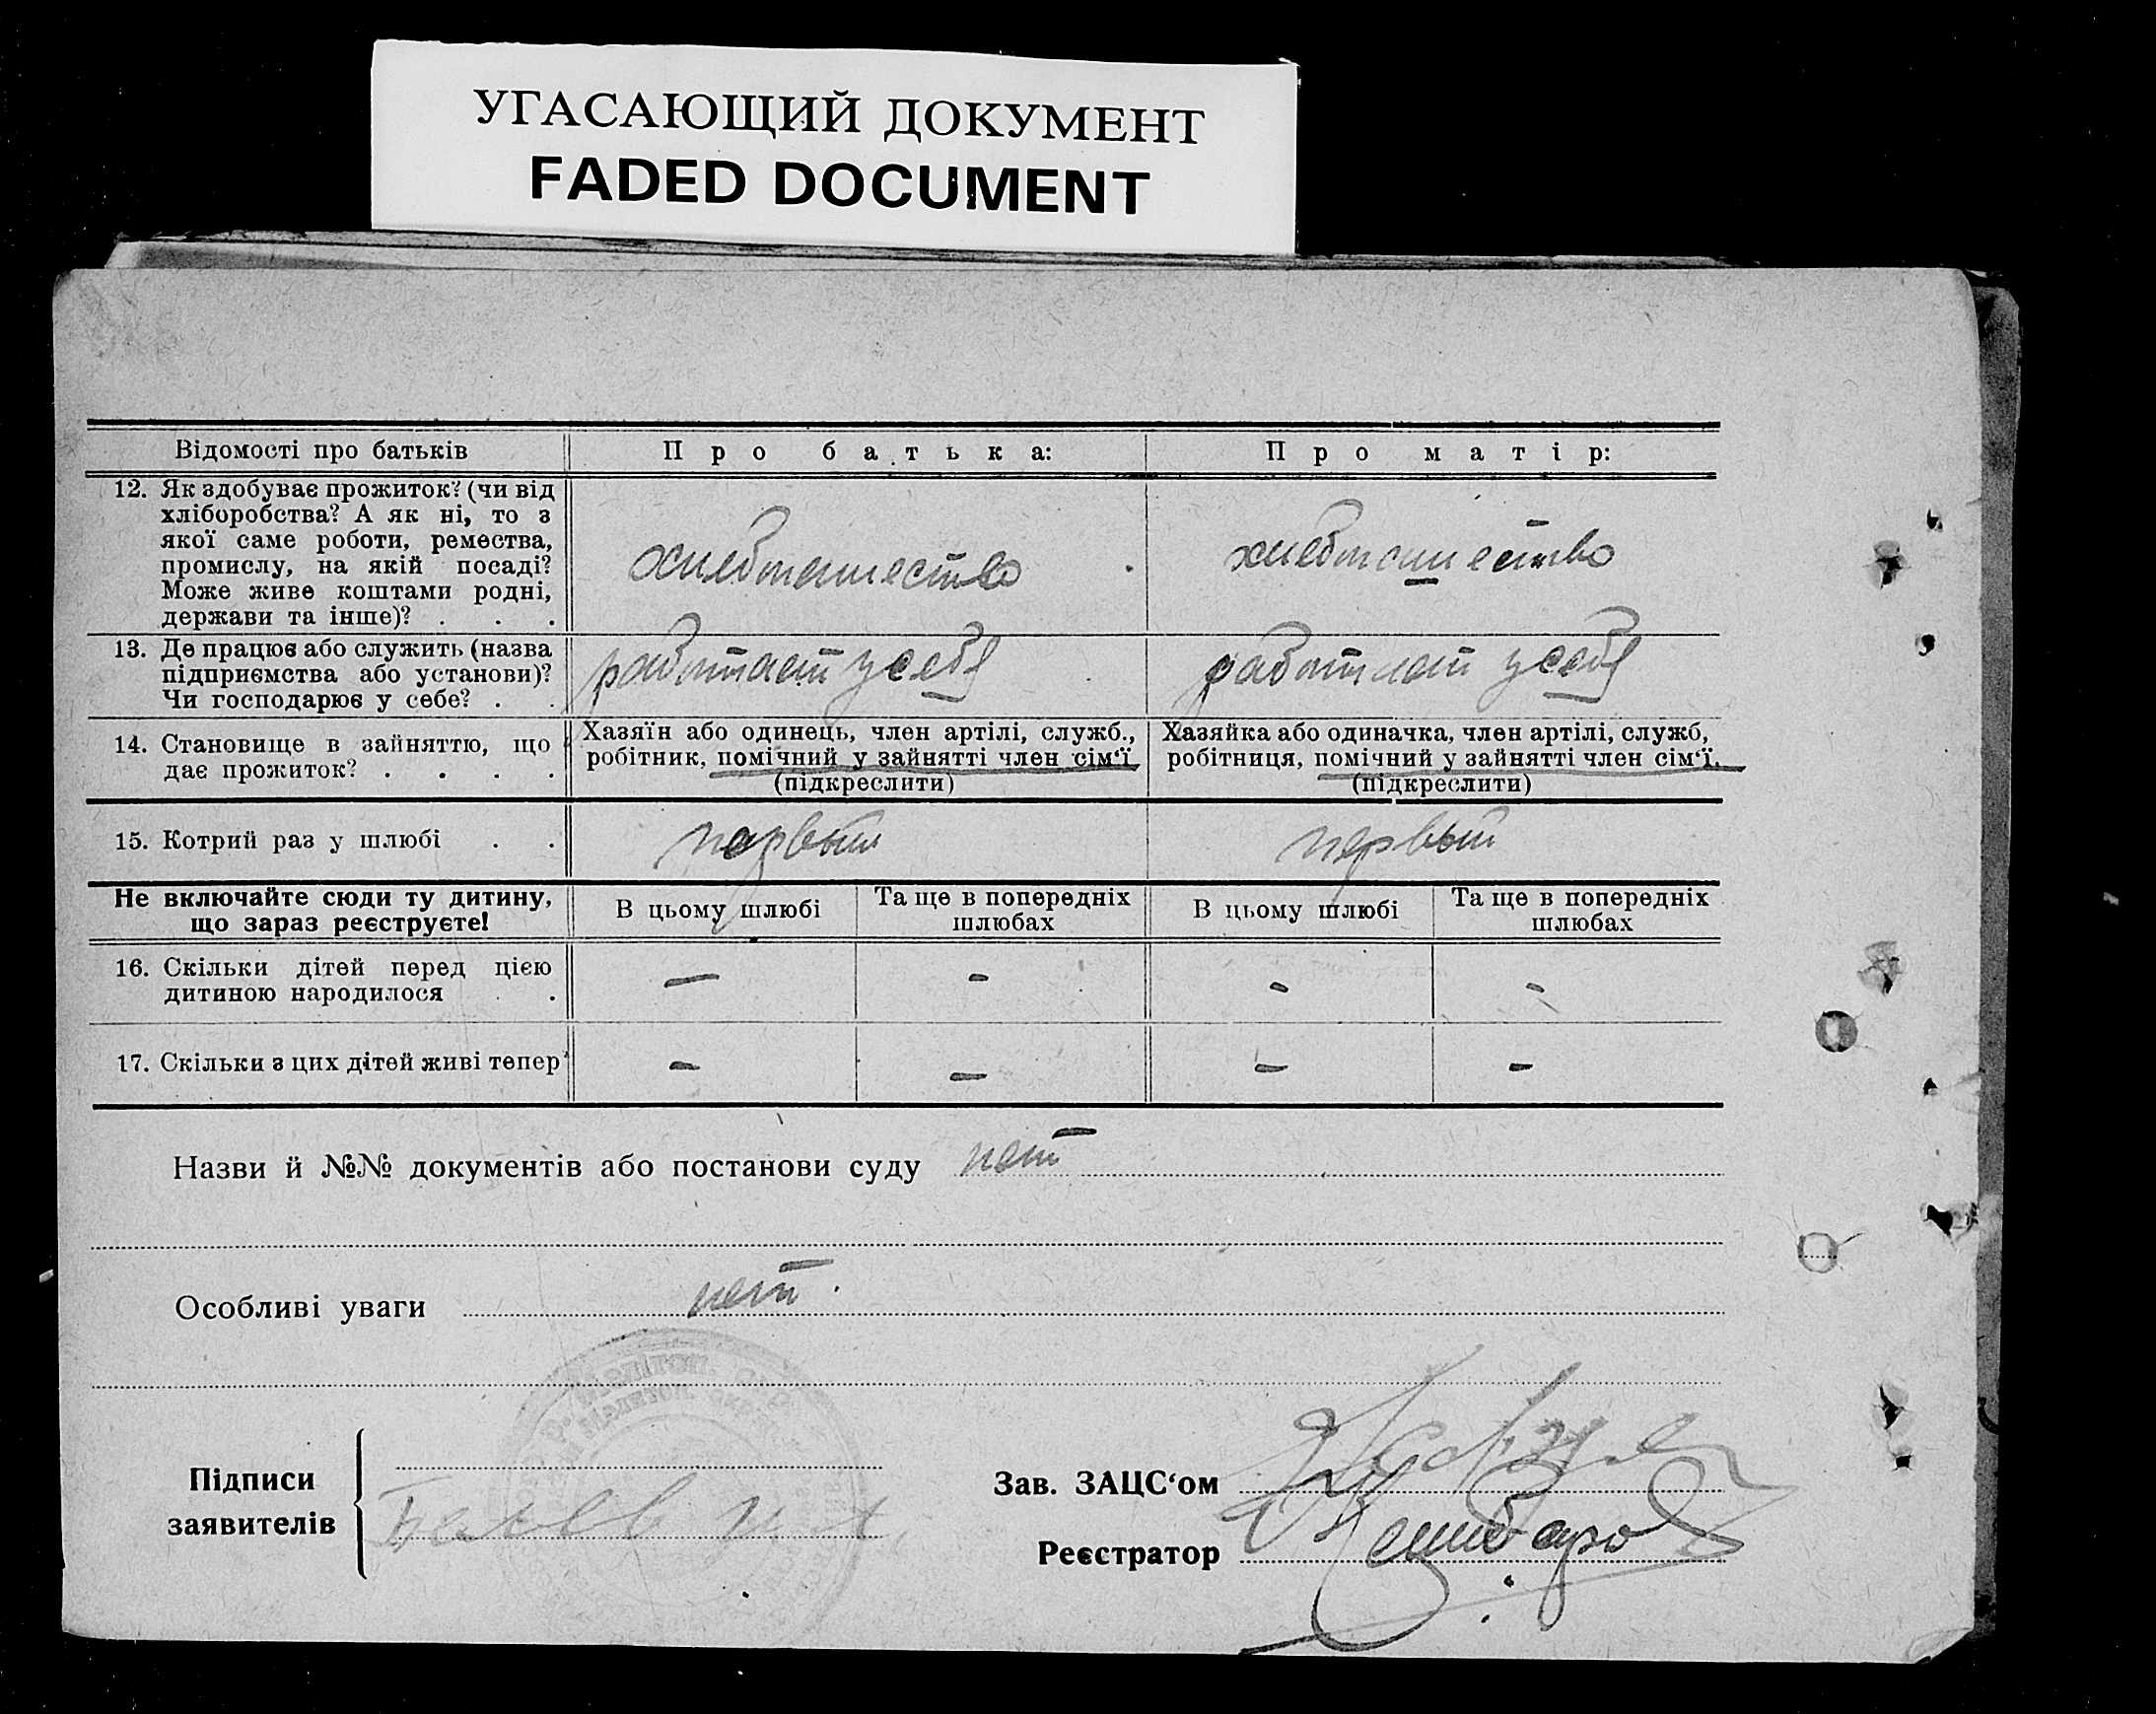 УГАСАЮЩИЙ ДОКУМЕНТ
FADED DOCUMENT
Відомості про батьків
Про батька:
Про матір:
12. Як здобуває прожиток? (чи від
хліборобства? А як ні, то з
якої саме роботи, ремества,
промислу, на якій посаді?
Може живе коштами родні,
держави та інше)? . . .
хлебопашество
хлебопашество
13. Де працює або служить (назва
підприємства або установи)?
Чи господарює у себе? . .
работает у себя
работает у себя
14. Становище в зайняттю, що
дає прожиток? . . . .
Хазяїн або одинець, член артілі, служб.,
робітник, помічний у зайнятті член сім‘ї
(підкреслити)
Хазяйка або одиначка, член артілі, служб,
робітниця, помічний у зайнятті член сім‘ї.
(підкреслити)
15. Котрий раз у шлюбі . .
первый
первый
Не включайте сюди ту дитину,
що зараз реєструєте!
В цьому шлюбі
Та ще в попередніх
шлюбах
В цьому шлюбі
Та ще в попередніх
шлюбах
16. Скільки дітей перед цією
дитиною народилося . .
— - - -
17. Скільки з цих дітей живі тепер
- — - -
Назви й №№ документів або постанови суду нет
Особливі уваги нет.
Підписи
заявителів
Зав. ЗАЦС‘ом
Реєстратор